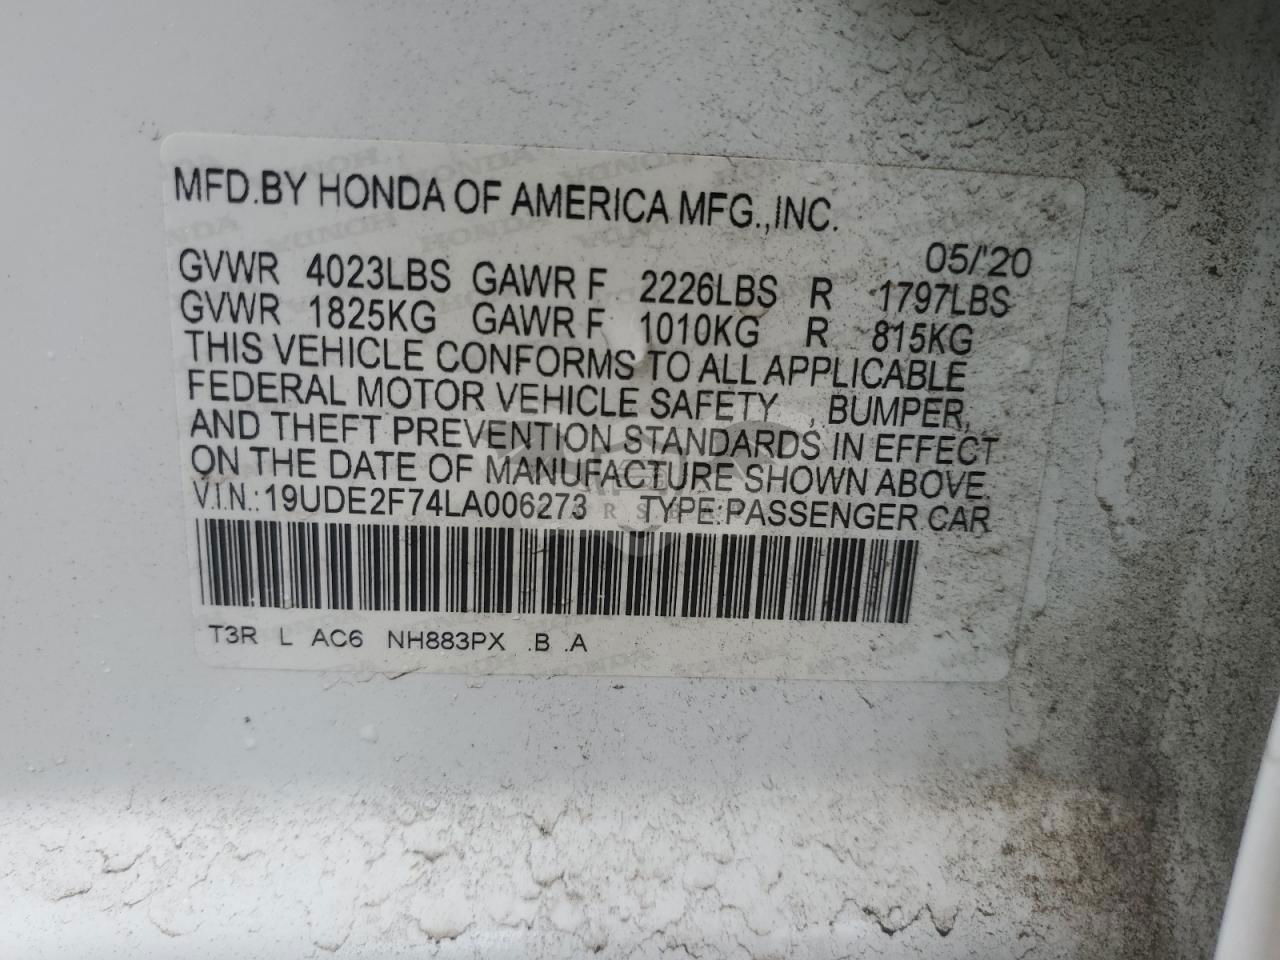 MFD.BY HONDA OF AMERICA MFG.,INC.
05/'20
GVWR 4023LBS GAWR F 2226LBS R 1797LBS
GVWR 1825KG GAWR F 1010KG R 815KG
THIS VEHICLE CONFORMS TO ALL APPLICABLE
FEDERAL MOTOR VEHICLE SAFETY , BUMPER,
AND THEFT PREVENTION STANDARDS IN EFFECT
ON THE DATE OF MANUFACTURE SHOWN ABOVE.
V.I.N.:19UDE2F74LA006273 TYPE:PASSENGER CAR
T3R L AC6 NH883PX .B .A